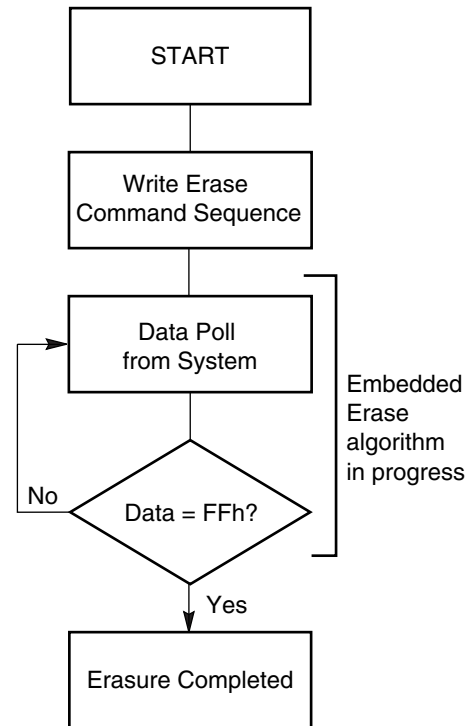 START
Write Erase
Command Sequence
Data Poll
from System
Embedded
Erase
algorithm
in progress
No
Data = FFh?
Yes
Erasure Completed